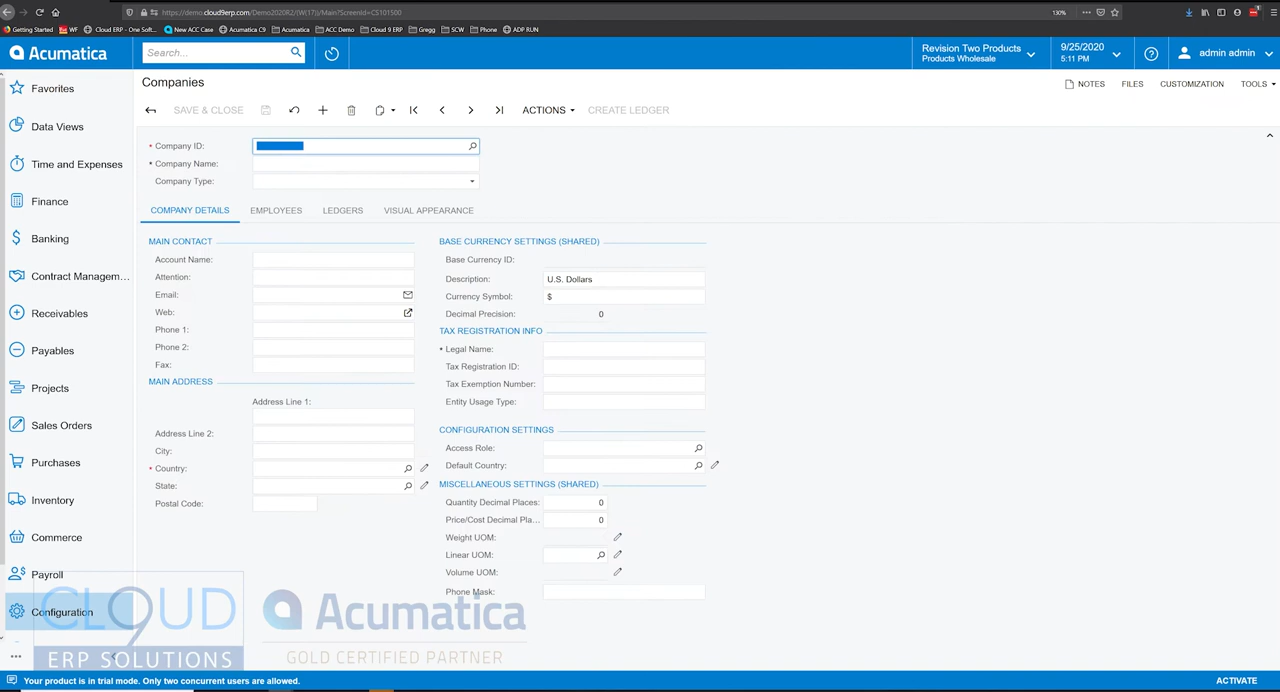 https://demo.cloud9erp.com/Demo2020R2/(W(17))/Main?ScreenId=CS101500
130%
Getting Started
WF
Cloud ERP - One Soft...
New ACC Case
Acumatica C9
Acumatica
ACC Demo
Cloud 9 ERP
Gregg
SCW
Phone
ADP RUN
Acumatica
Search...
Revision Two Products
Products Wholesale
9/25/2020
5:11 PM
admin admin
Favorites
Data Views
Time and Expenses
Finance
Banking
Contract Managem...
Receivables
Payables
Projects
Sales Orders
Purchases
Inventory
Commerce
Payroll
Configuration
Companies
NOTES
FILES
CUSTOMIZATION
TOOLS
SAVE & CLOSE
ACTIONS
CREATE LEDGER
Company ID:
Company Name:
Company Type:
COMPANY DETAILS
EMPLOYEES
LEDGERS
VISUAL APPEARANCE
MAIN CONTACT
Account Name:
Attention:
Email:
Web:
Phone 1:
Phone 2:
Fax:
MAIN ADDRESS
Address Line 1:
Address Line 2:
City:
Country:
State:
Postal Code:
BASE CURRENCY SETTINGS (SHARED)
Base Currency ID:
Description: U.S. Dollars
Currency Symbol: $
Decimal Precision: 0
TAX REGISTRATION INFO
Legal Name:
Tax Registration ID:
Tax Exemption Number:
Entity Usage Type:
CONFIGURATION SETTINGS
Access Role:
Default Country:
MISCELLANEOUS SETTINGS (SHARED)
Quantity Decimal Places: 0
Price/Cost Decimal Pla... 0
Weight UOM:
Linear UOM:
Volume UOM:
Phone Mask:
CLOUD 9
ERP SOLUTIONS
Acumatica
GOLD CERTIFIED PARTNER
Your product is in trial mode. Only two concurrent users are allowed.
ACTIVATE